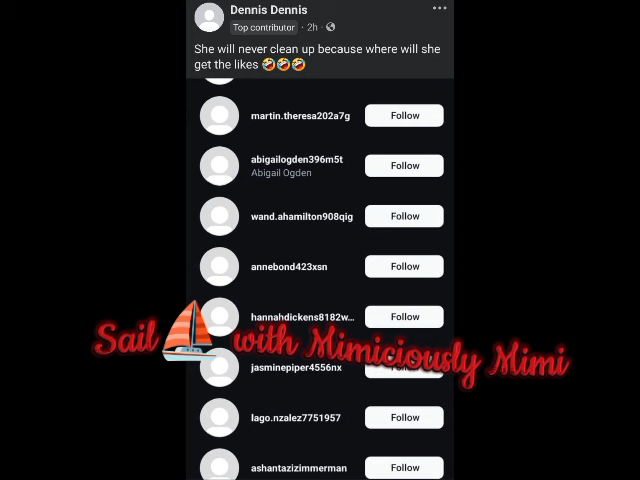 Dennis Dennis
Top contributor · 2h ·
She will never clean up because where will she
get the likes 🤣🤣🤣
martin.theresa202a7g Follow
abigailogden396m5t Follow
Abigail Ogden
wand.ahamilton908qig Follow
annebond423xsn Follow
hannahdickens8182w... Follow
Sail with Mimiciously Mimi
jasminepiper4556nx
lago.nzalez7751957 Follow
ashantazizimmerman Follow